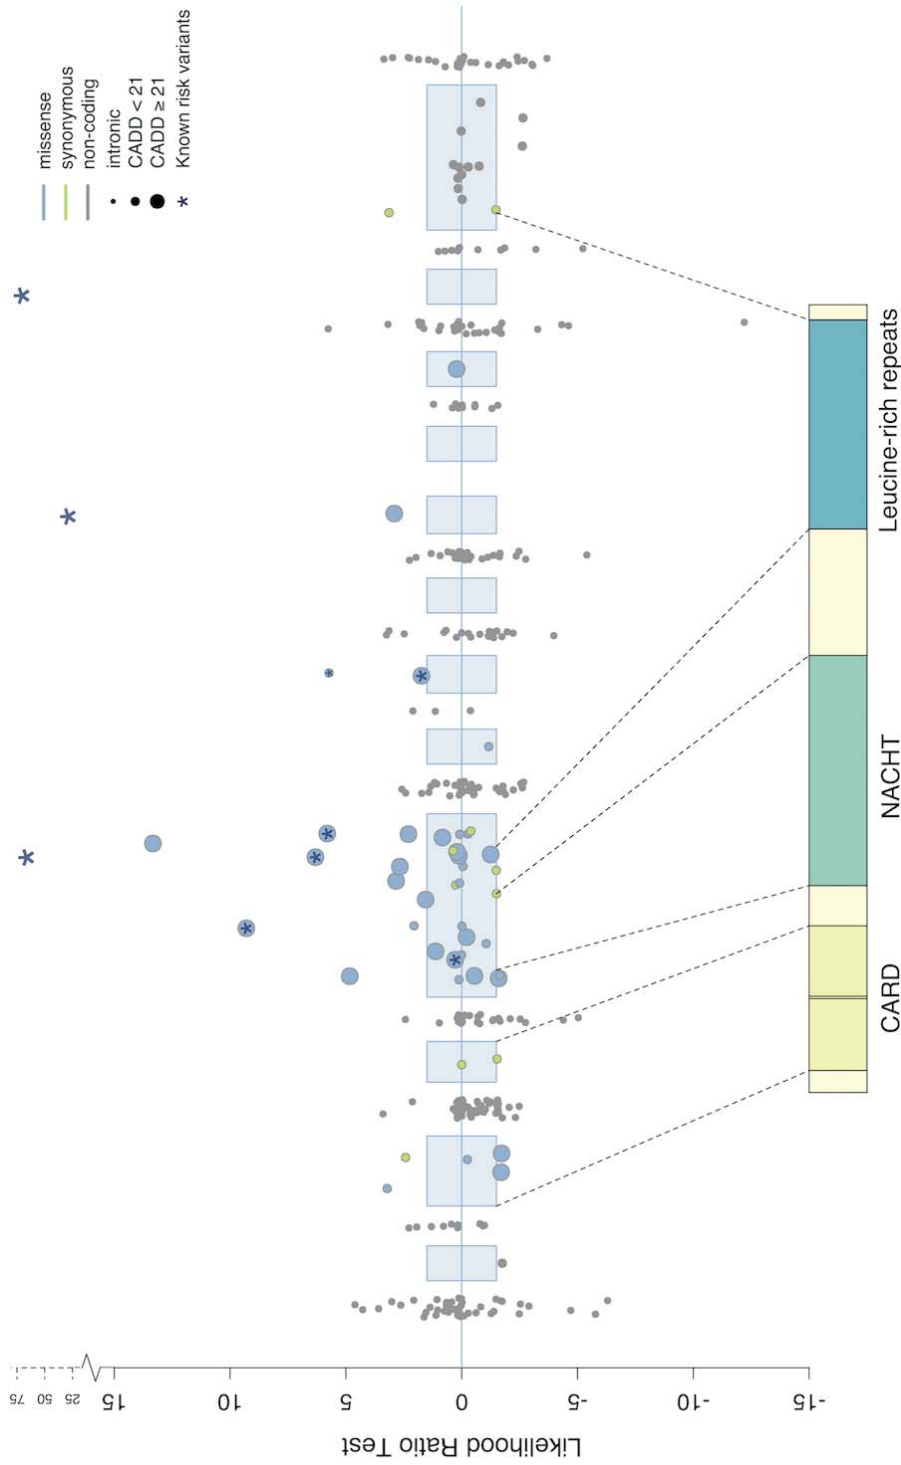 missense
synonymous
non-coding
intronic
CADD < 21
CADD ≥ 21
* Known risk variants
75
50
25
15
10
5
0
-5
-10
-15
Likelihood Ratio Test
CARD
NACHT
Leucine-rich repeats